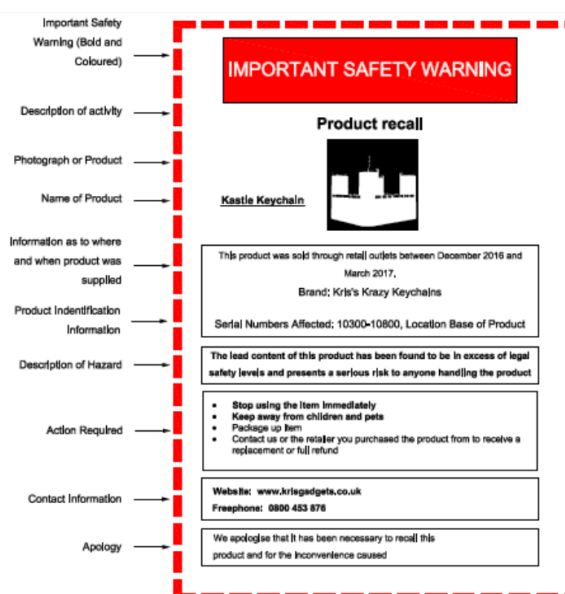 Important Safety
Warning (Bold and
Coloured)
Description of activity
Photograph or Product
Name of Product
Information as to where
and when product was
supplied
Product Indentification
Information
Description of Hazard
Action Required
Contact Information
Apology
IMPORTANT SAFETY WARNING
Product recall
Kastle Keychain
This product was sold through retail outlets between December 2016 and
March 2017.
Brand: Kris's Krazy Keychains
Serial Numbers Affected: 10300-10800, Location Base of Product
The lead content of this product has been found to be in excess of legal
safety levels and presents a serious risk to anyone handling the product
• Stop using the item immediately
• Keep away from children and pets
• Package up item
• Contact us or the retailer you purchased the product from to receive a
replacement or full refund
Website: www.krisgadgets.co.uk
Freephone: 0800 453 876
We apologise that it has been necessary to recall this
product and for the inconvenience caused